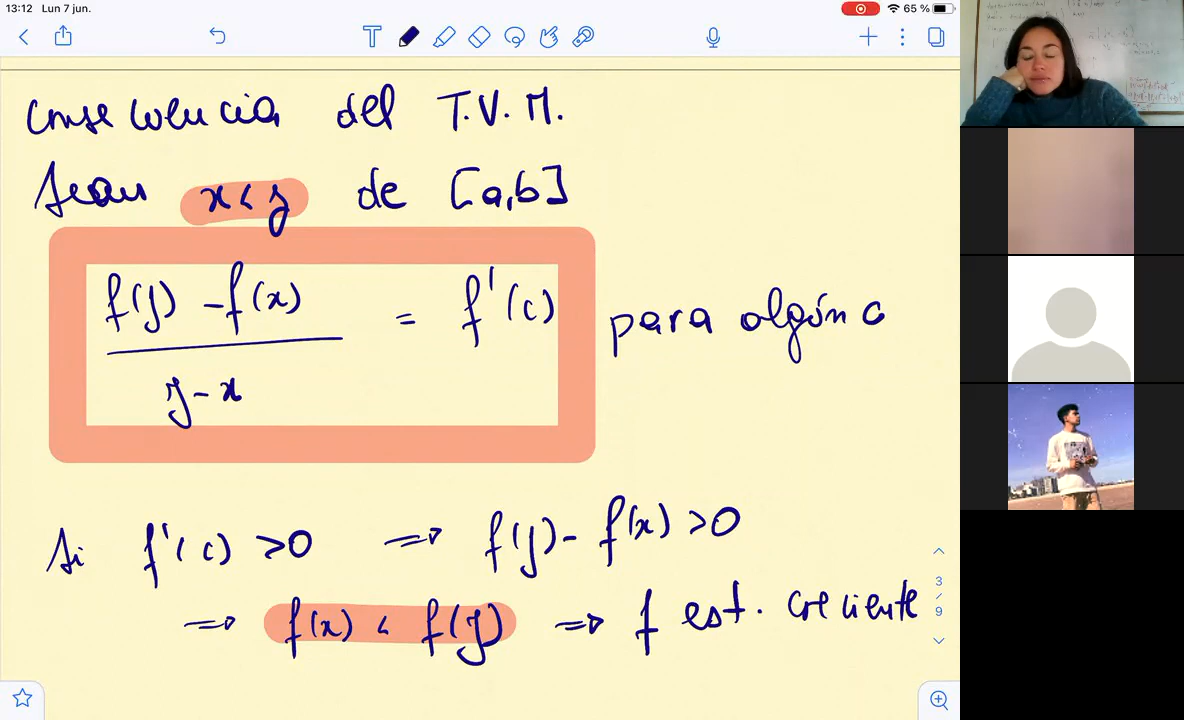 13:12 Lun 7 jun. 65 %
Consecuencia del T.V.M.
Sean x < y de [a,b]
f(y) - f(x) / y - x = f'(c) para algún c
Si f'(c) > 0 ⟹ f(y) - f(x) > 0
⟹ f(x) < f(y) ⟹ f est. creciente
3
/
9